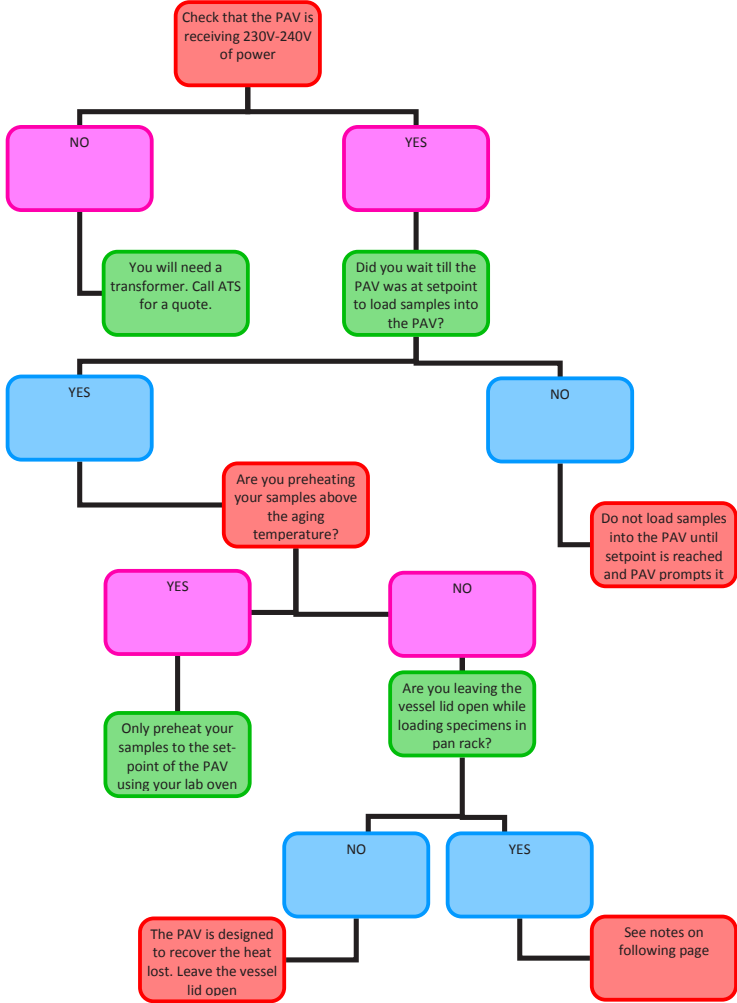 Check that the PAV is
receiving 230V-240V
of power
NO
YES
You will need a
transformer. Call ATS
for a quote.
Did you wait till the
PAV was at setpoint
to load samples into
the PAV?
YES
NO
Are you preheating
your samples above
the aging
temperature?
Do not load samples
into the PAV until
setpoint is reached
and PAV prompts it
YES
NO
Only preheat your
samples to the set-
point of the PAV
using your lab oven
Are you leaving the
vessel lid open while
loading specimens in
pan rack?
NO
YES
The PAV is designed
to recover the heat
lost. Leave the vessel
lid open
See notes on
following page